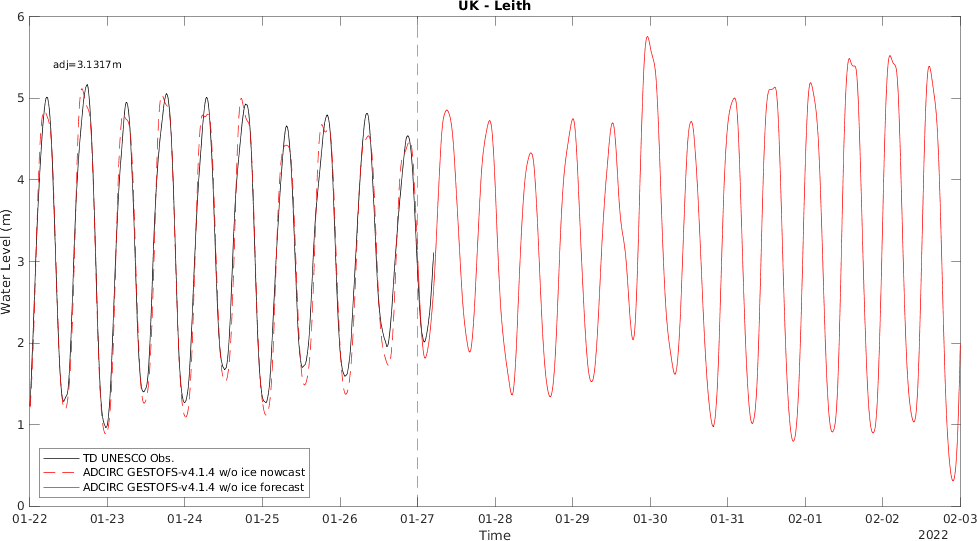 UK - Leith
adj=3.1317m
Water Level (m)
6
5
4
3
2
1
0
TD UNESCO Obs.
ADCIRC GESTOFS-v4.1.4 w/o ice nowcast
ADCIRC GESTOFS-v4.1.4 w/o ice forecast
01-22 01-23 01-24 01-25 01-26 01-27 01-28 01-29 01-30 01-31 02-01 02-02 02-03
Time
2022